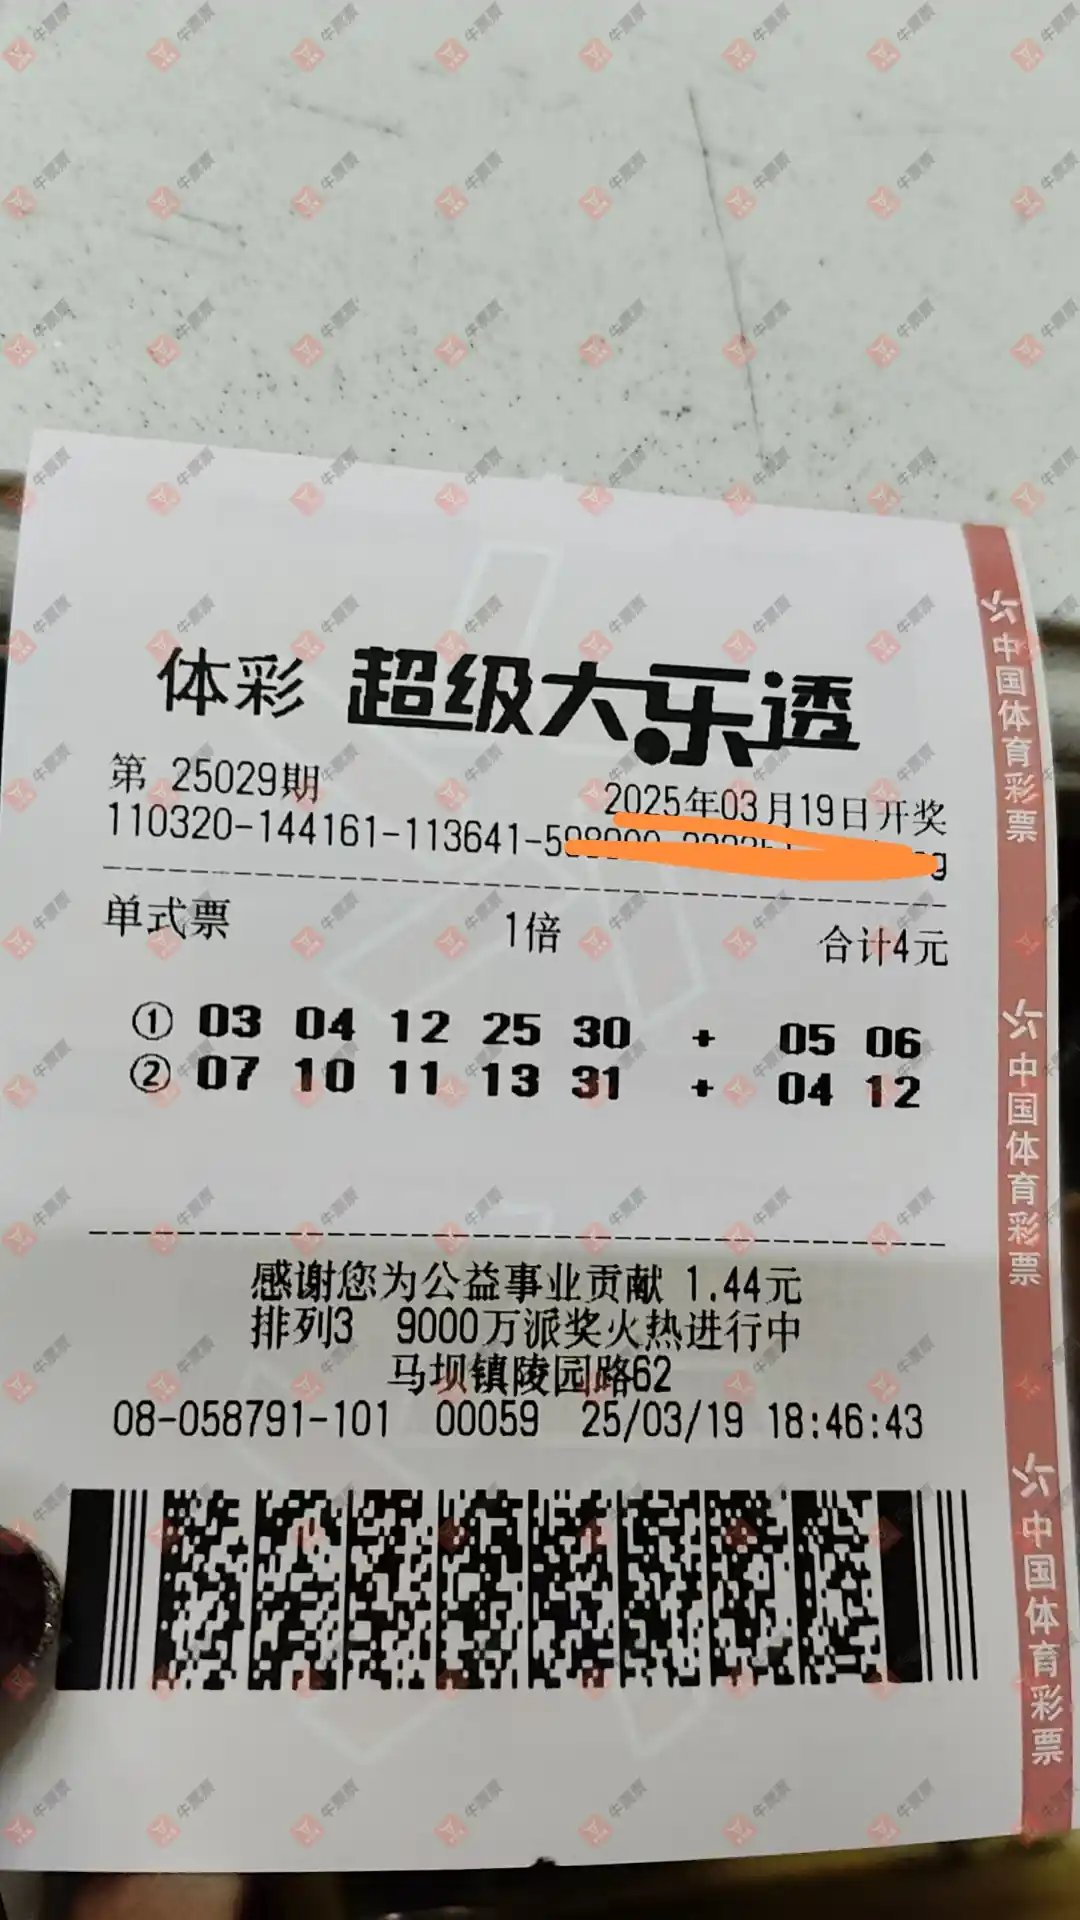 体彩 超级大乐透
第 25029期
2025年03月19日开奖
110320-144161-113641-5
单式票 1倍 合计4元
① 03 04 12 25 30 + 05 06
② 07 10 11 13 31 + 04 12
感谢您为公益事业贡献 1.44元
排列3 9000万派奖火热进行中
马坝镇陵园路62
08-058791-101 00059 25/03/19 18:46:43
中国体育彩票
中国体育彩票
中国体育彩票
牛票票